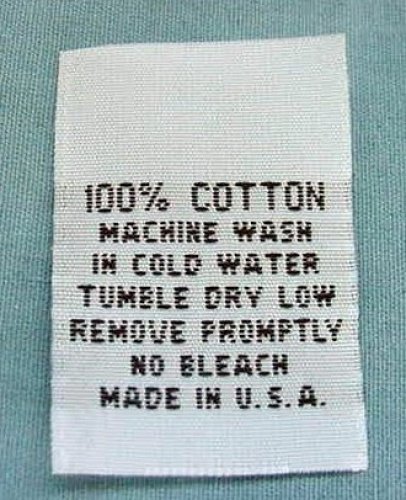 100% COTTON
MACHINE WASH
IN COLD WATER
TUMBLE DRY LOW
REMOVE PROMPTLY
NO BLEACH
MADE IN U.S.A.